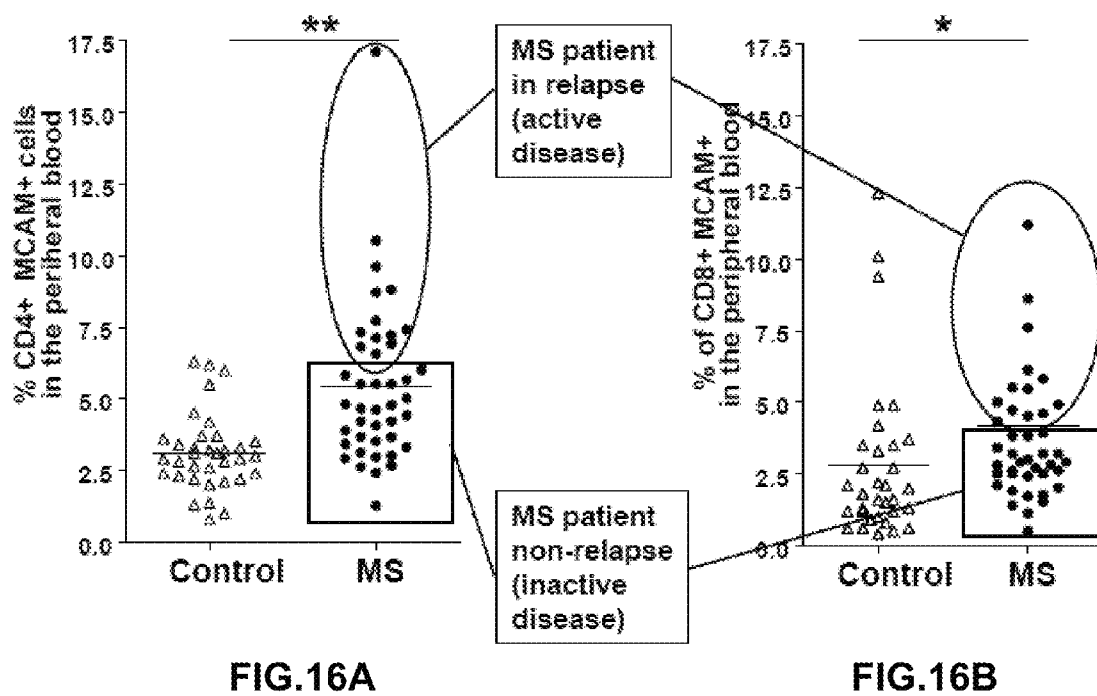 **
17.5
15.0
12.5
10.0
7.5
5.0
2.5
0.0
% CD4+ MCAM+ cells
in the periheral blood
Control
MS
FIG.16A
MS patient
in relapse
(active
disease)
MS patient
non-relapse
(inactive
disease)
*
17.5
15.0
12.5
10.0
7.5
5.0
2.5
0.0
% of CD8+ MCAM+
in the peripheral blood
Control
MS
FIG.16B